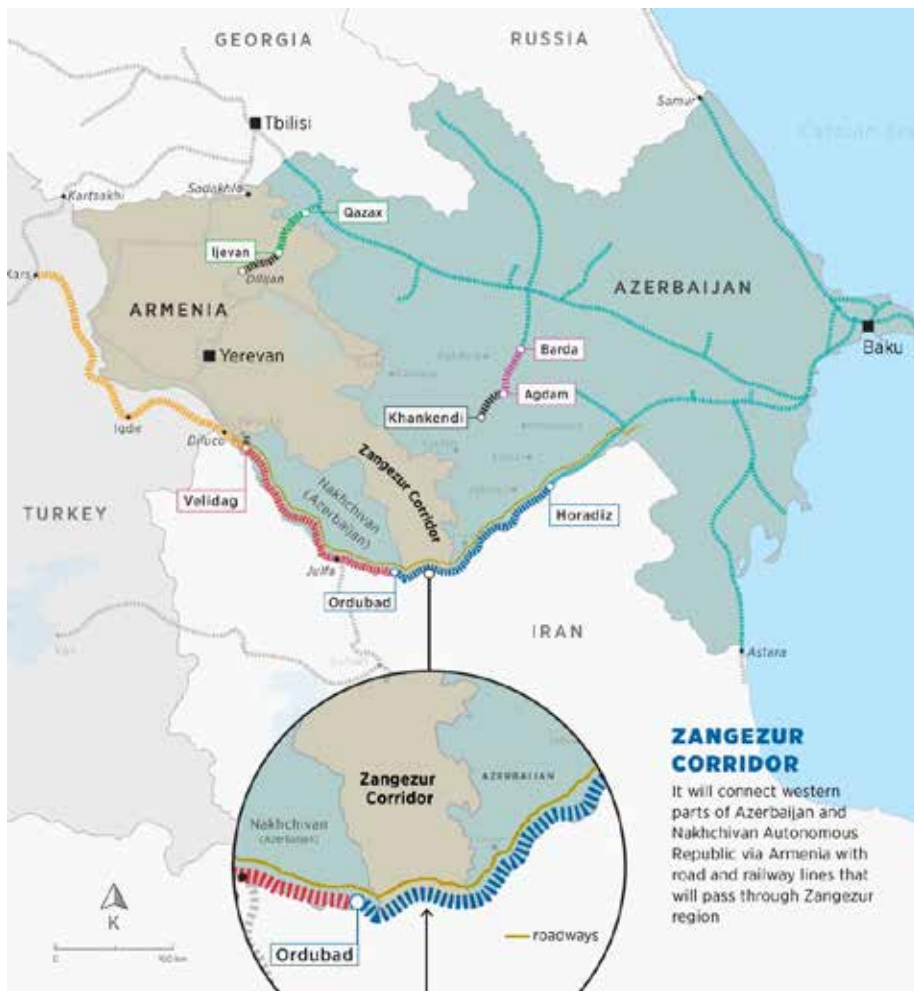 GEORGIA
RUSSIA
Samur
Tbilisi
Kartsakhi
Sadakhlo
Qazax
Ijevan
Dilijan
Kars
ARMENIA
AZERBAIJAN
Yerevan
Baku
Barda
Agdam
Khankendi
Igdir
Dilucu
Zangezur Corridor
Nakhchivan
(Azerbaijan)
Velidag
TURKEY
Horadiz
Julfa
Ordubad
IRAN
Astara
Van
ZANGEZUR
CORRIDOR
It will connect western
parts of Azerbaijan and
Nakhchivan Autonomous
Republic via Armenia with
road and railway lines that
will pass through Zangezur
region
Zangezur
Corridor
AZERBAIJAN
Nakhchivan
(Azerbaijan)
K
100 km
Ordubad
roadways